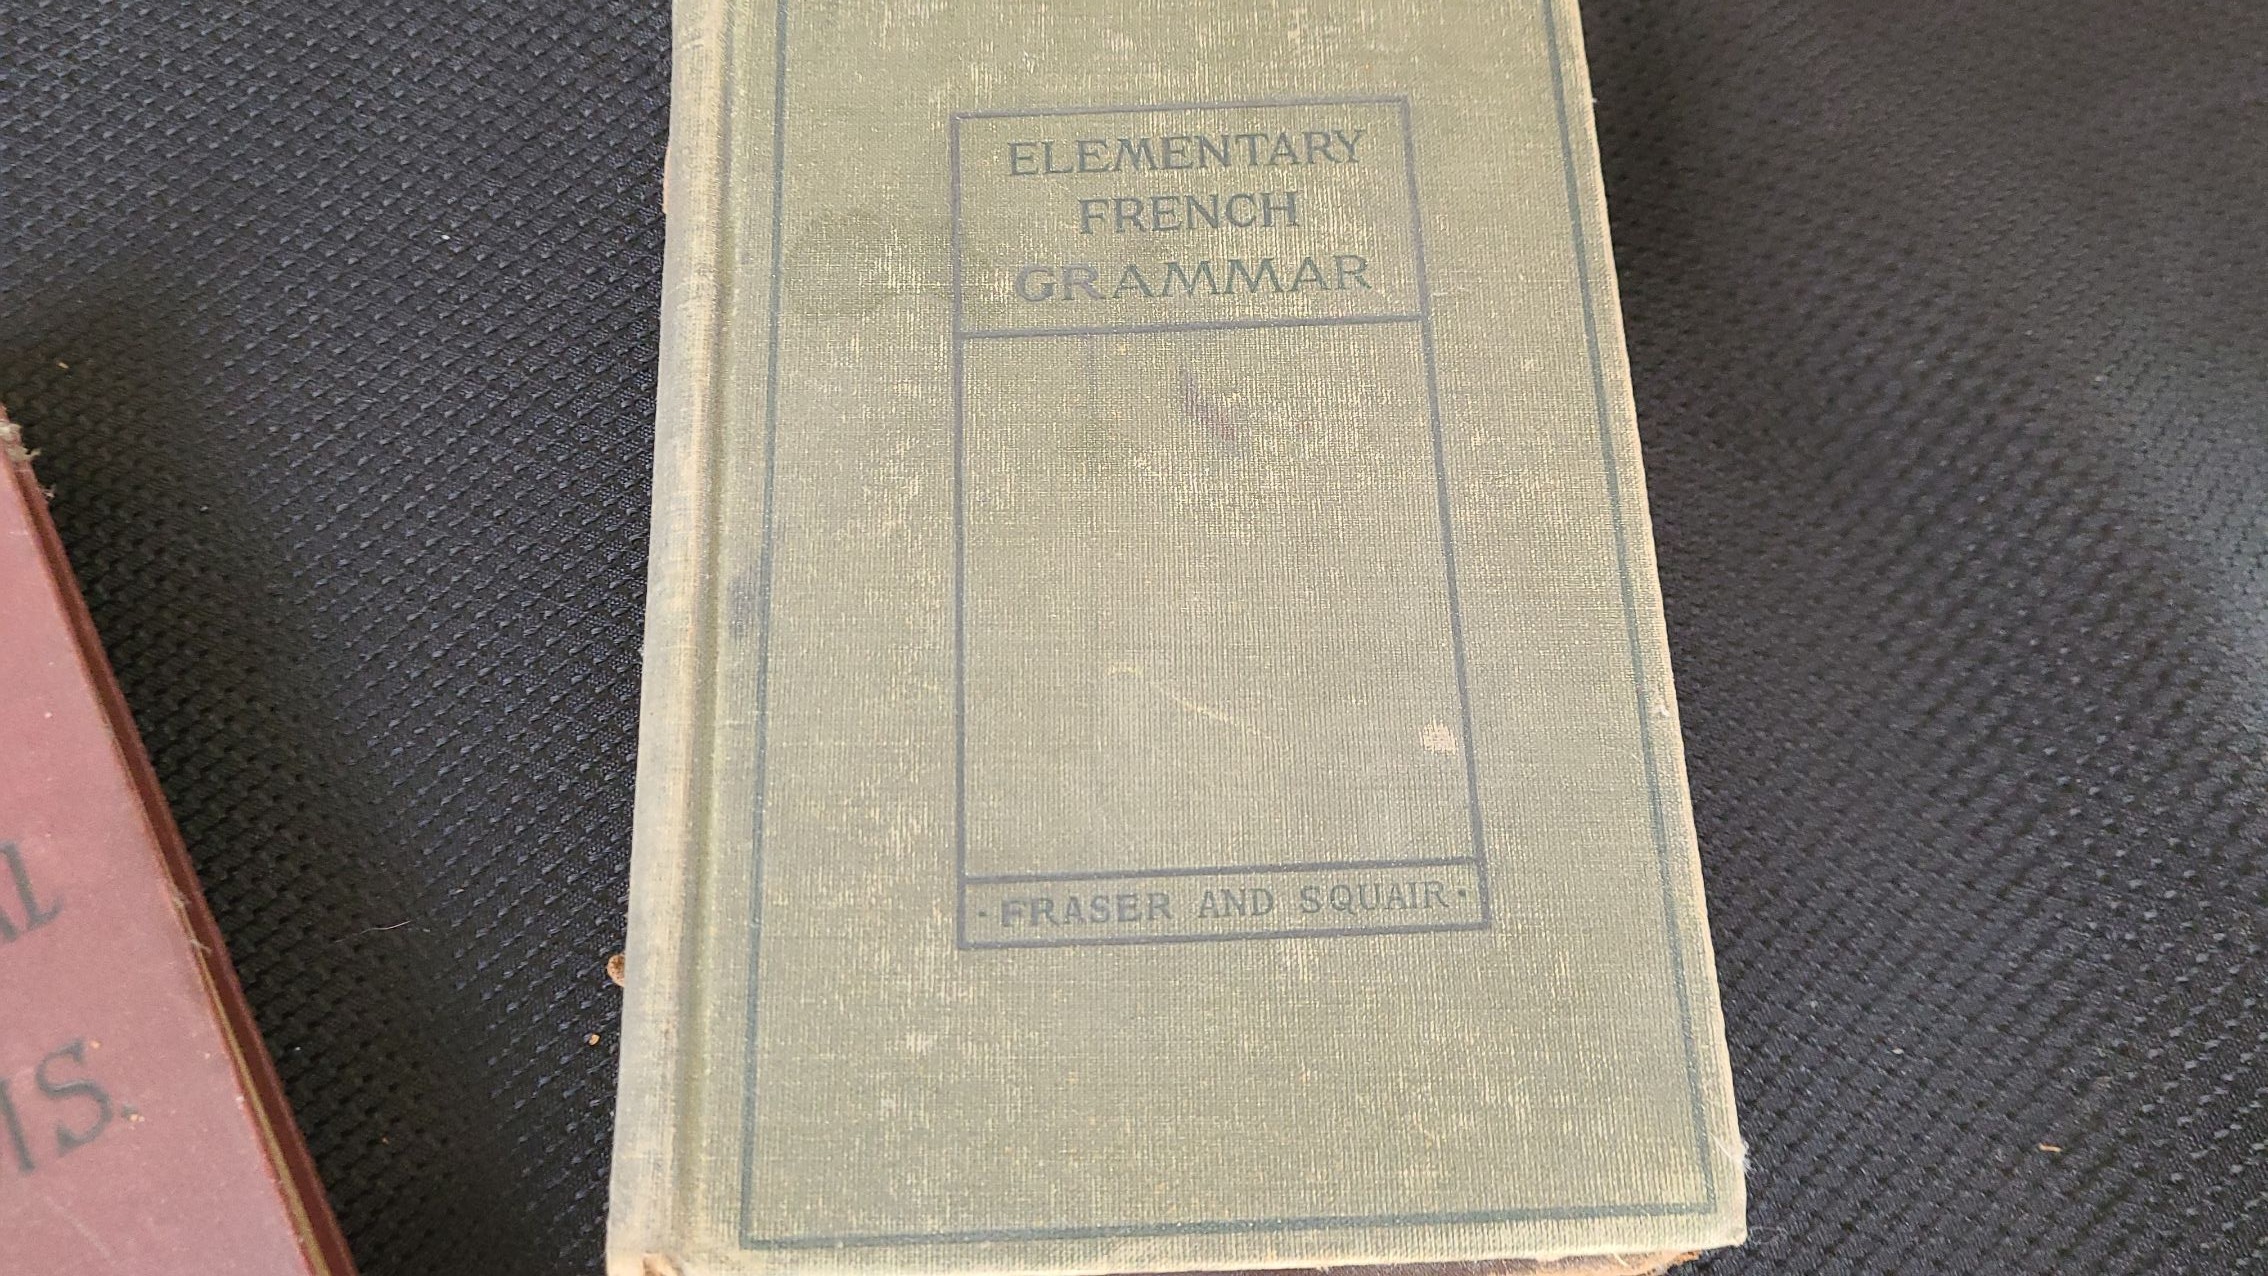 ELEMENTARY
FRENCH
GRAMMAR
· FRASER AND SQUAIR ·